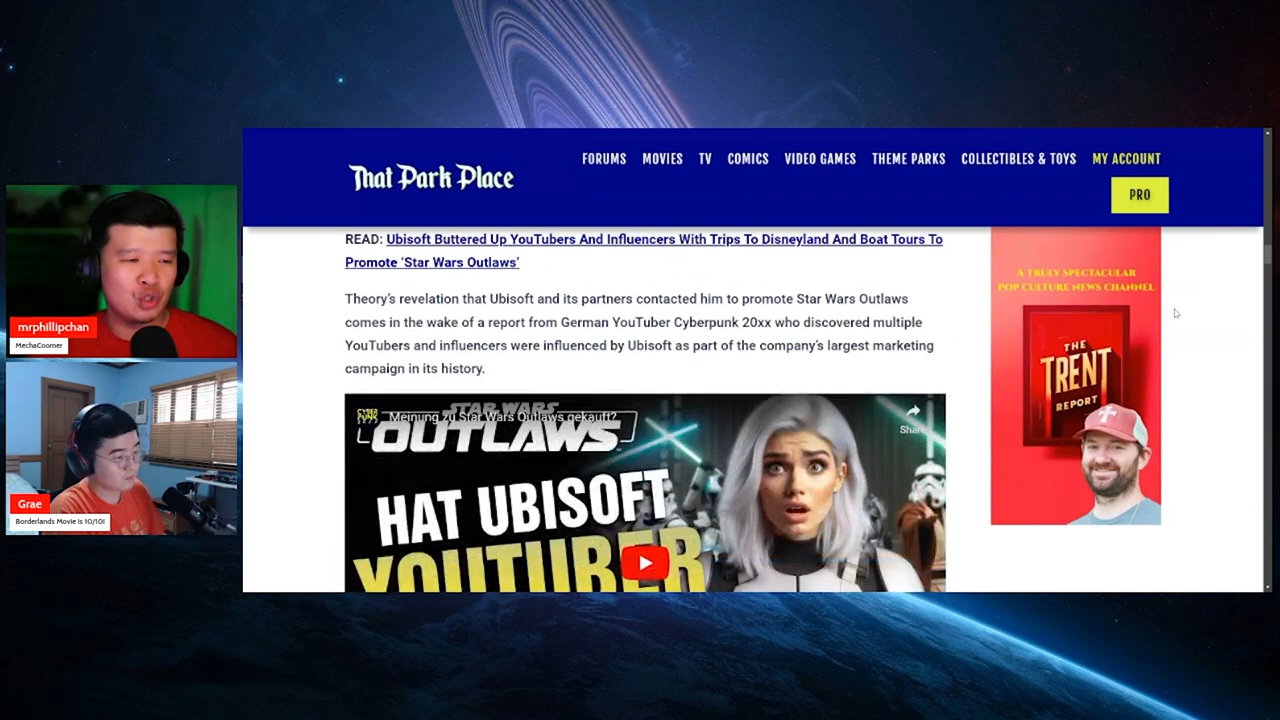 That Park Place
FORUMS MOVIES TV COMICS VIDEO GAMES THEME PARKS COLLECTIBLES & TOYS MY ACCOUNT
PRO
READ: Ubisoft Buttered Up YouTubers And Influencers With Trips To Disneyland And Boat Tours To
Promote ‘Star Wars Outlaws’
Theory’s revelation that Ubisoft and its partners contacted him to promote Star Wars Outlaws
comes in the wake of a report from German YouTuber Cyberpunk 20xx who discovered multiple
YouTubers and influencers were influenced by Ubisoft as part of the company’s largest marketing
campaign in its history.
CYBER
PUNK
Meinung zu Star Wars Outlaws gekauft?
STAR WARS
OUTLAWS
Share
HAT UBISOFT
YOUTUBER
A TRULY SPECTACULAR
POP CULTURE NEWS CHANNEL
THE
TRENT
REPORT
mrphillipchan
MechaCoomer
Grae
Borderlands Movie is 10/10!